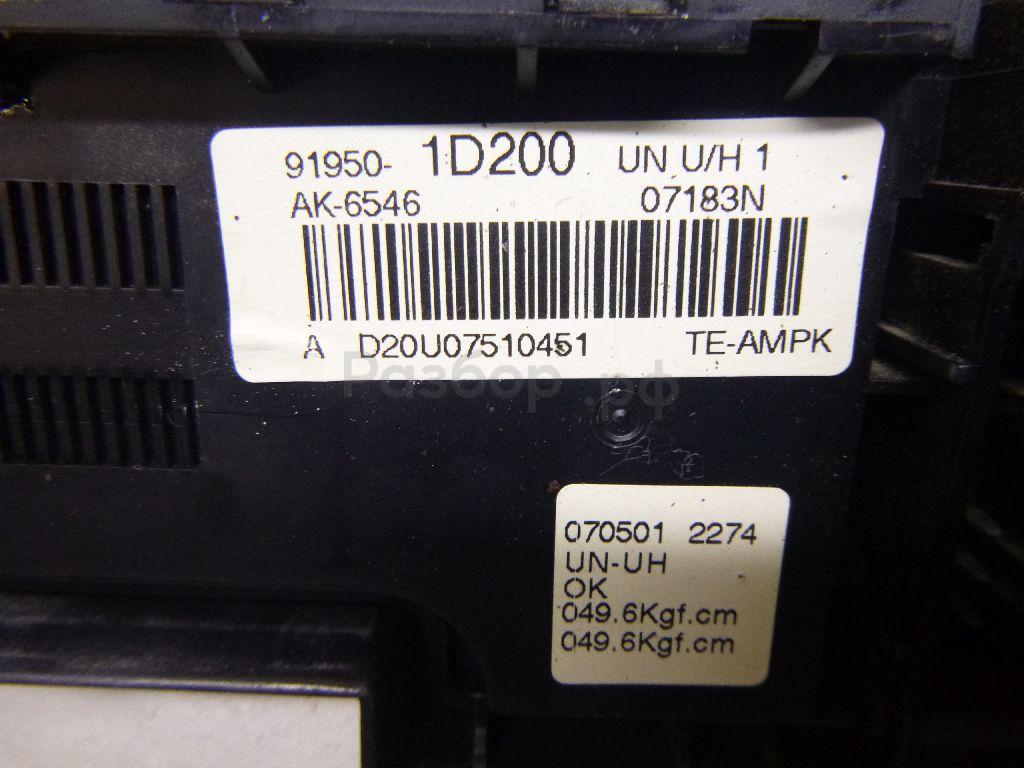 91950- 1D200 UN U/H 1
AK-6546 07183N
A D20U07510451 TE-AMPK
Разбор.рф
070501 2274
UN-UH
OK
049.6Kgf.cm
049.6Kgf.cm